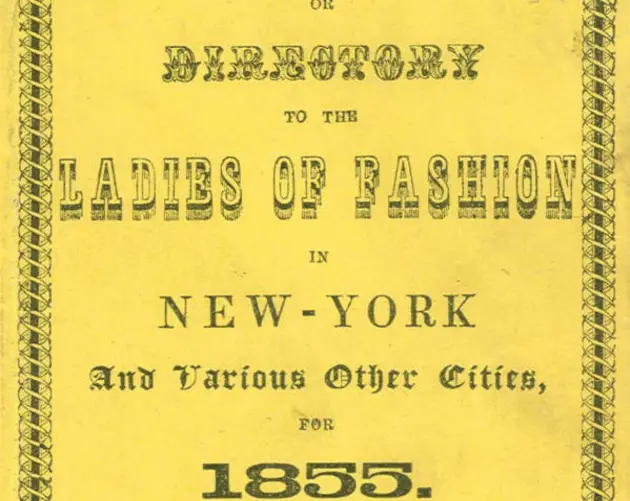 OR
DIRECTORY
TO THE
LADIES OF FASHION
IN
NEW-YORK
And Various Other Cities,
FOR
1855.